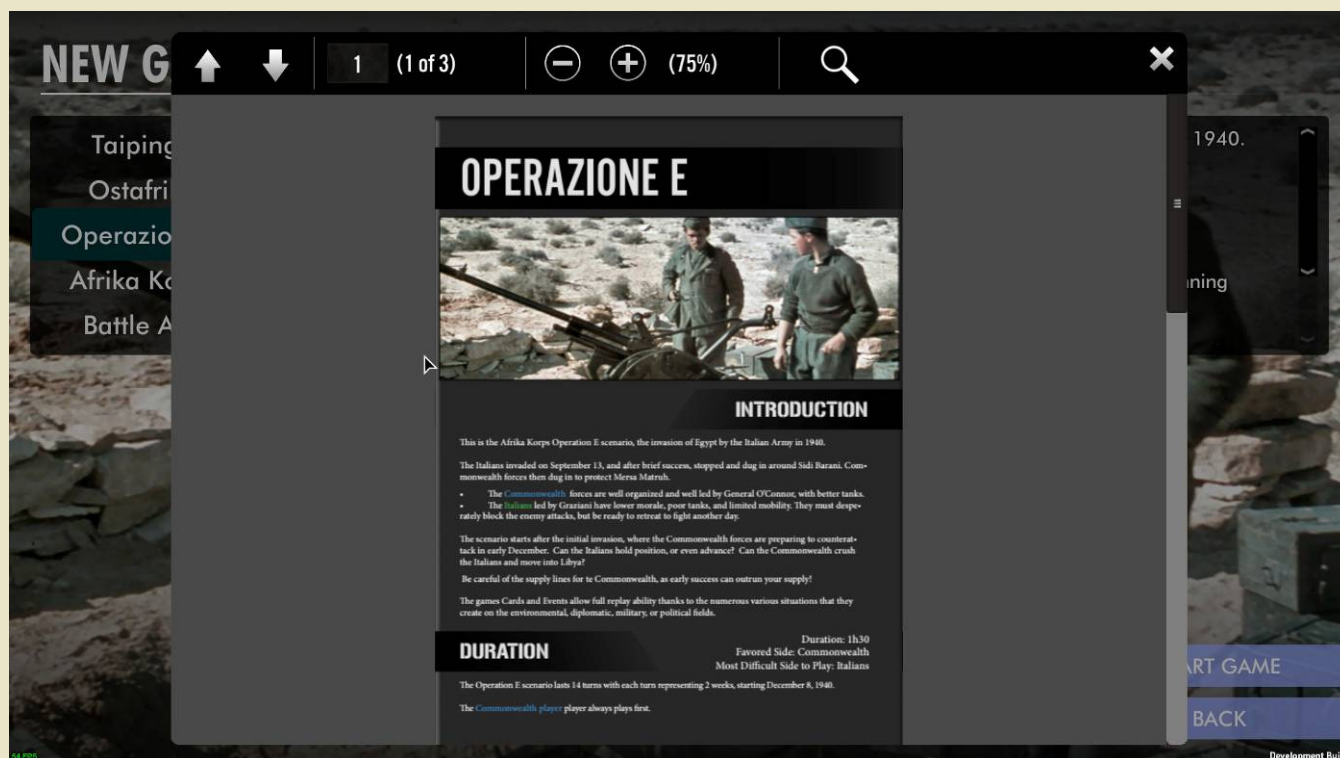 NEW G
1 (1 of 3)
(75%)
Taiping
Ostafri
Operazio
Afrika Ko
Battle A
1940.
nning
OPERAZIONE E
INTRODUCTION
This is the Afrika Korps Operation E scenario, the invasion of Egypt by the Italian Army in 1940.
The Italians invaded on September 13, and after brief success, stopped and dug in around Sidi Barani. Com-
monwealth forces then dug in to protect Mersa Matruh.
• The Commonwealth forces are well organized and well led by General O'Connor, with better tanks.
• The Italians led by Graziani have lower morale, poor tanks, and limited mobility. They must despe-
rately block the enemy attacks, but be ready to retreat to fight another day.
The scenario starts after the initial invasion, where the Commonwealth forces are preparing to counterat-
tack in early December. Can the Italians hold position, or even advance? Can the Commonwealth crush
the Italians and move into Libya?
Be careful of the supply lines for te Commonwealth, as early success can outrun your supply!
The games Cards and Events allow full replay ability thanks to the numerous various situations that they
create on the environmental, diplomatic, military, or political fields.
DURATION
Duration: 1h30
Favored Side: Commonwealth
Most Difficult Side to Play: Italians
The Operation E scenario lasts 14 turns with each turn representing 2 weeks, starting December 8, 1940.
The Commonwealth player player always plays first.
ART GAME
BACK
64 FPS
Development Bui